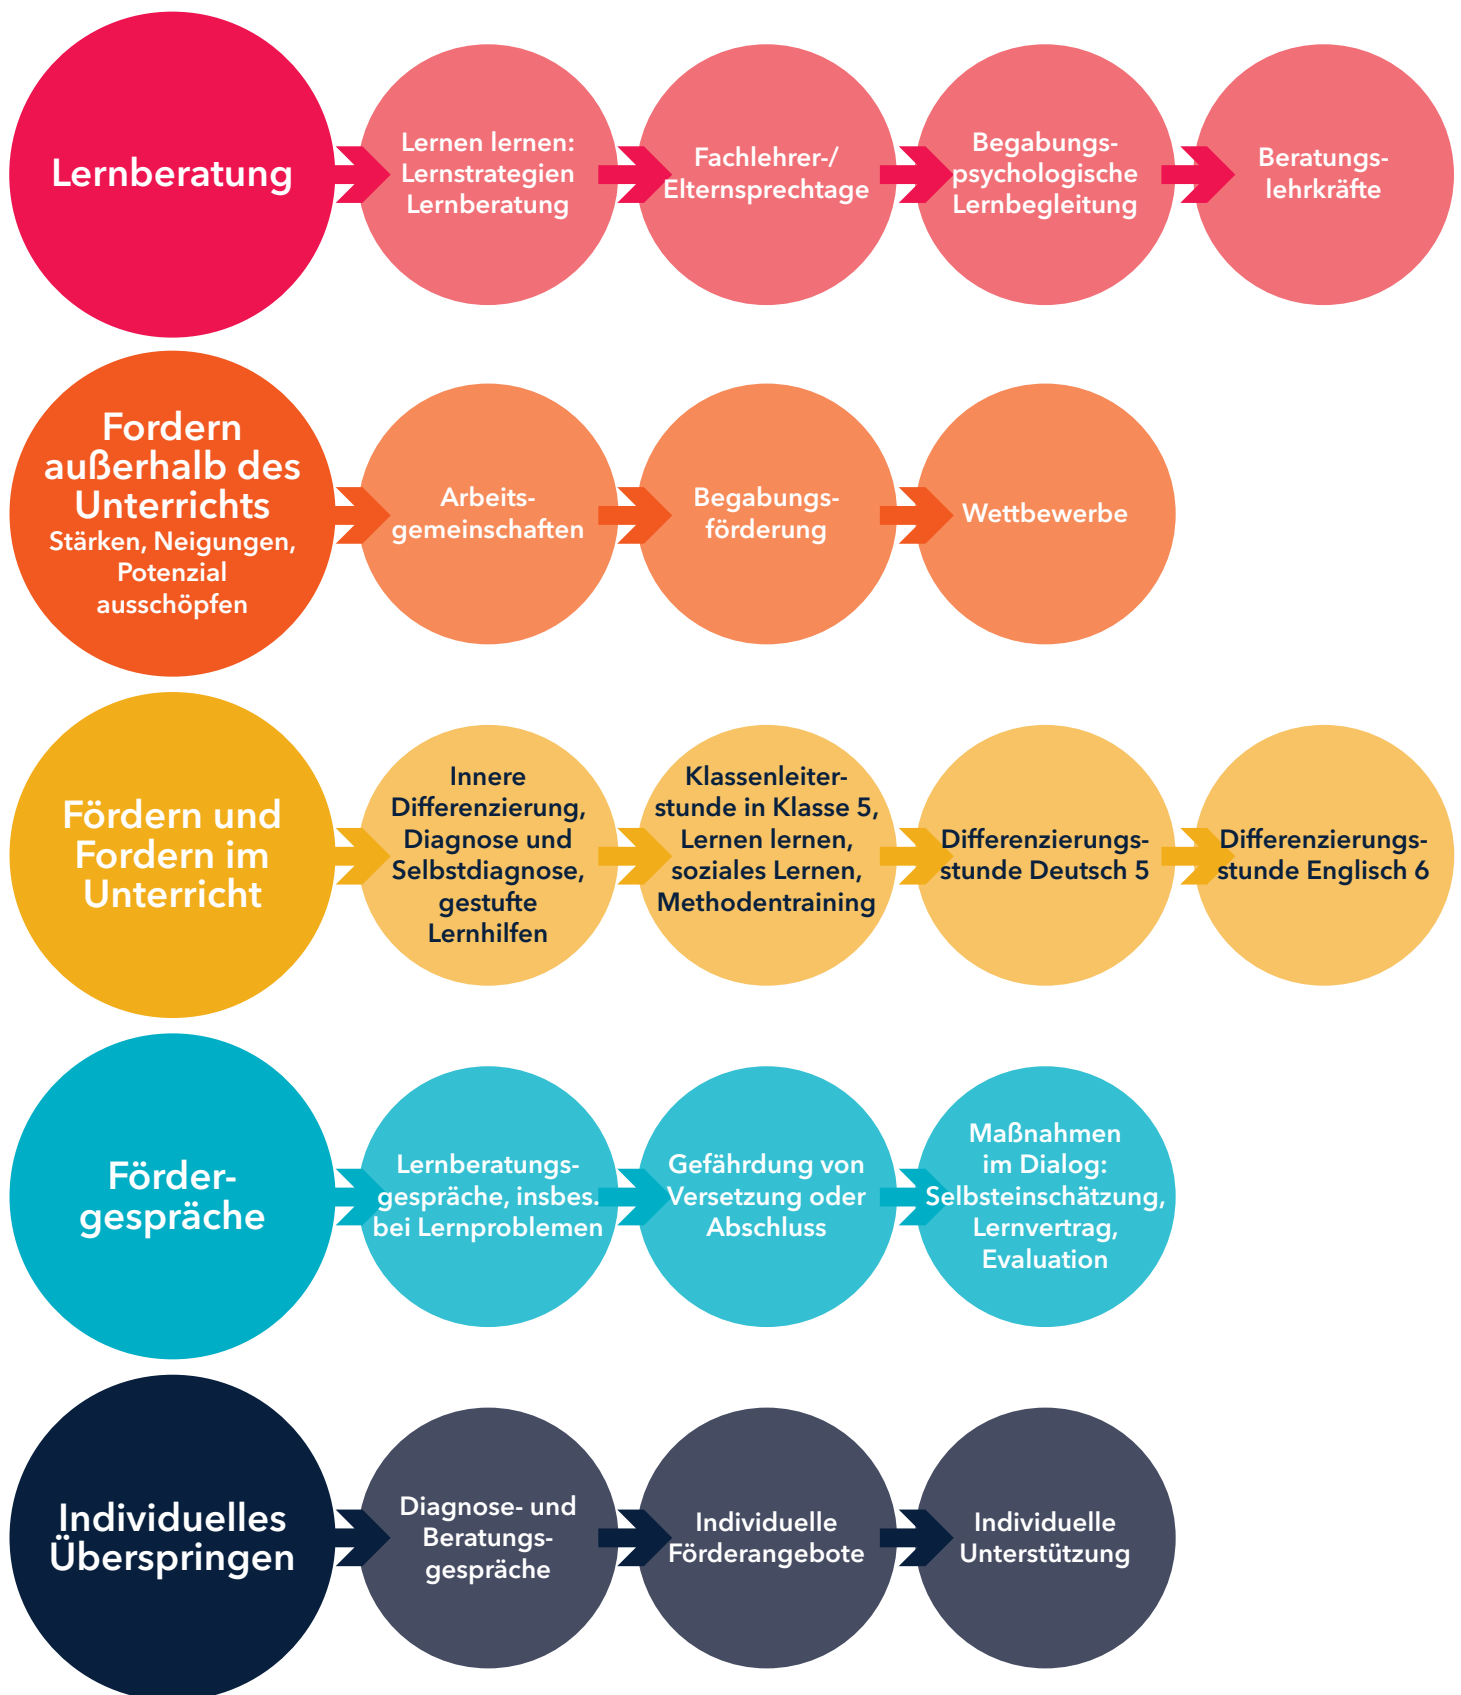 Lernberatung
Lernen lernen:
Lernstrategien
Lernberatung
Fachlehrer-/
Elternsprechtage
Begabungs-
psychologische
Lernbegleitung
Beratungs-
lehrkräfte
Fordern
außerhalb des
Unterrichts
Stärken, Neigungen,
Potenzial
ausschöpfen
Arbeits-
gemeinschaften
Begabungs-
förderung
Wettbewerbe
Fördern und
Fordern im
Unterricht
Innere
Differenzierung,
Diagnose und
Selbstdiagnose,
gestufte
Lernhilfen
Klassenleiter-
stunde in Klasse 5,
Lernen lernen,
soziales Lernen,
Methodentraining
Differenzierungs-
stunde Deutsch 5
Differenzierungs-
stunde Englisch 6
Förder-
gespräche
Lernberatungs-
gespräche, insbes.
bei Lernproblemen
Gefährdung von
Versetzung oder
Abschluss
Maßnahmen
im Dialog:
Selbsteinschätzung,
Lernvertrag,
Evaluation
Individuelles
Überspringen
Diagnose- und
Beratungs-
gespräche
Individuelle
Förderangebote
Individuelle
Unterstützung